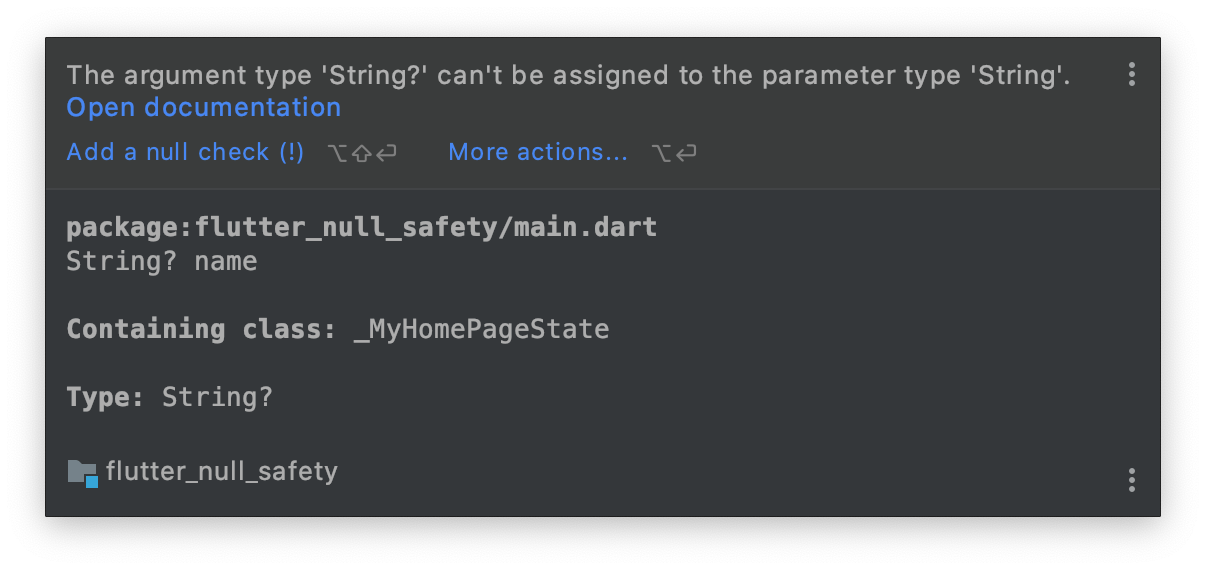 The argument type 'String?' can't be assigned to the parameter type 'String'.
Open documentation
Add a null check (!) ⌥⇧⏎ More actions... ⌥⏎
package:flutter_null_safety/main.dart
String? name
Containing class: _MyHomePageState
Type: String?
flutter_null_safety